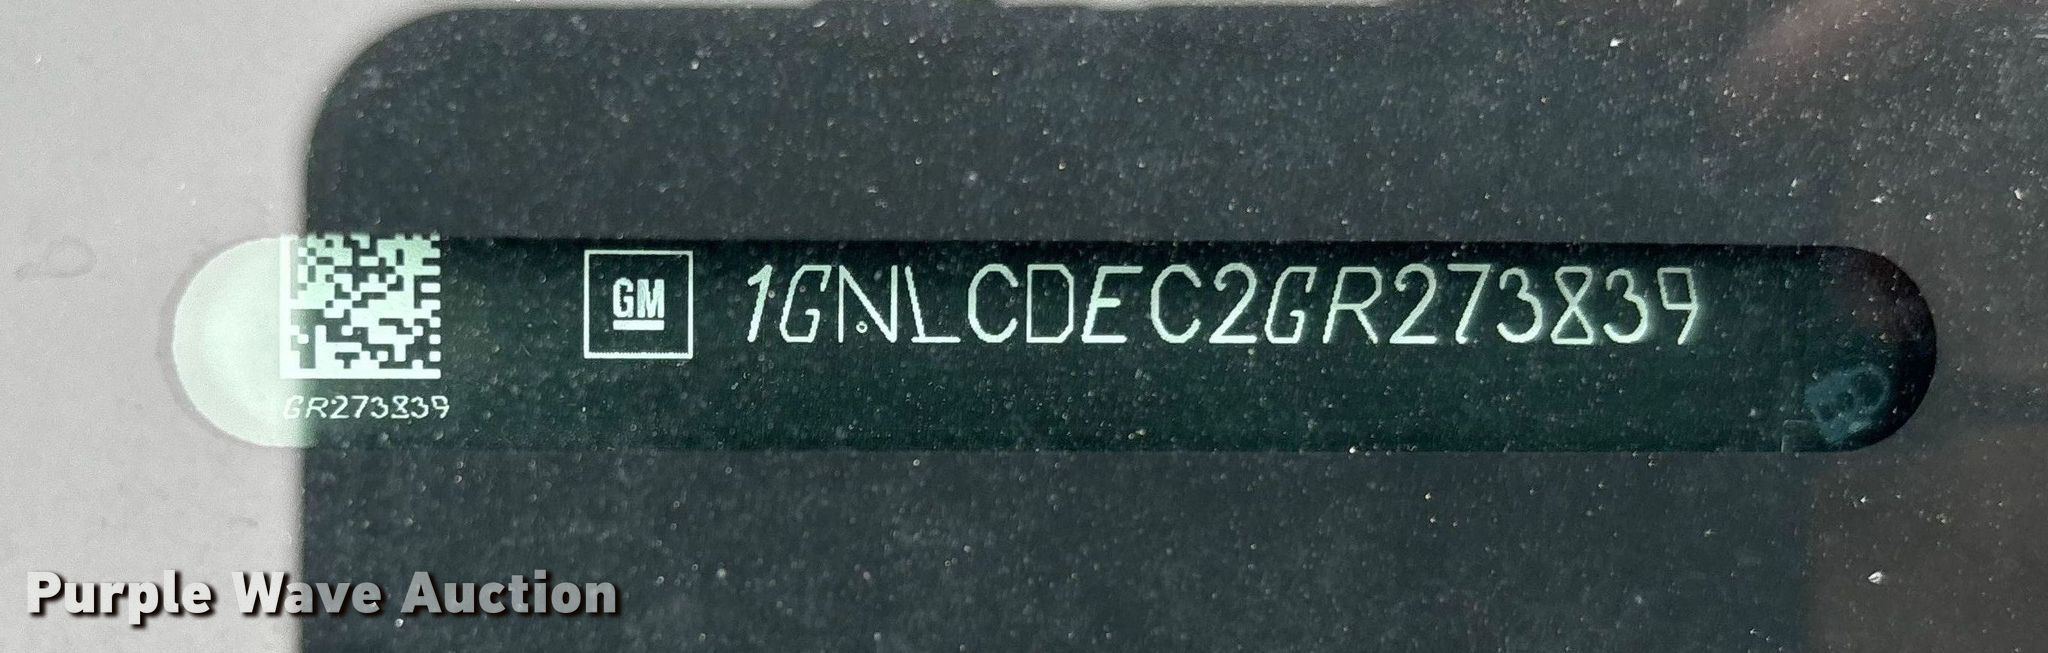 GM 1GNLCDEC2GR273839
GR273839
Purple Wave Auction